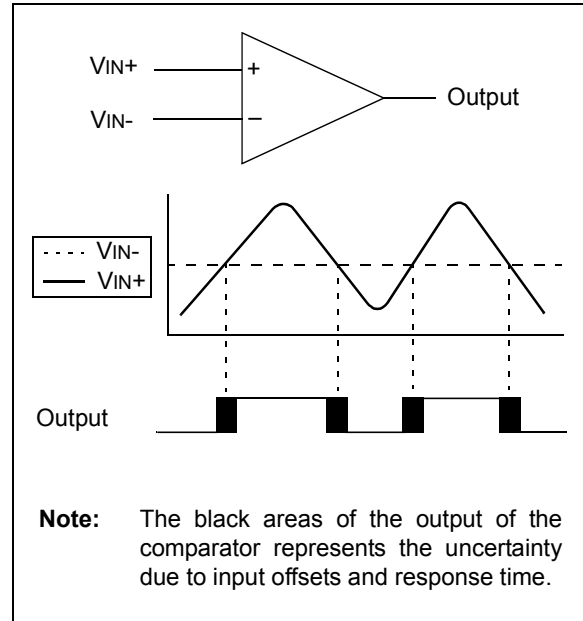 VIN+
+
Output
VIN-
–
VIN-
VIN+
Output
Note: The black areas of the output of the
comparator represents the uncertainty
due to input offsets and response time.